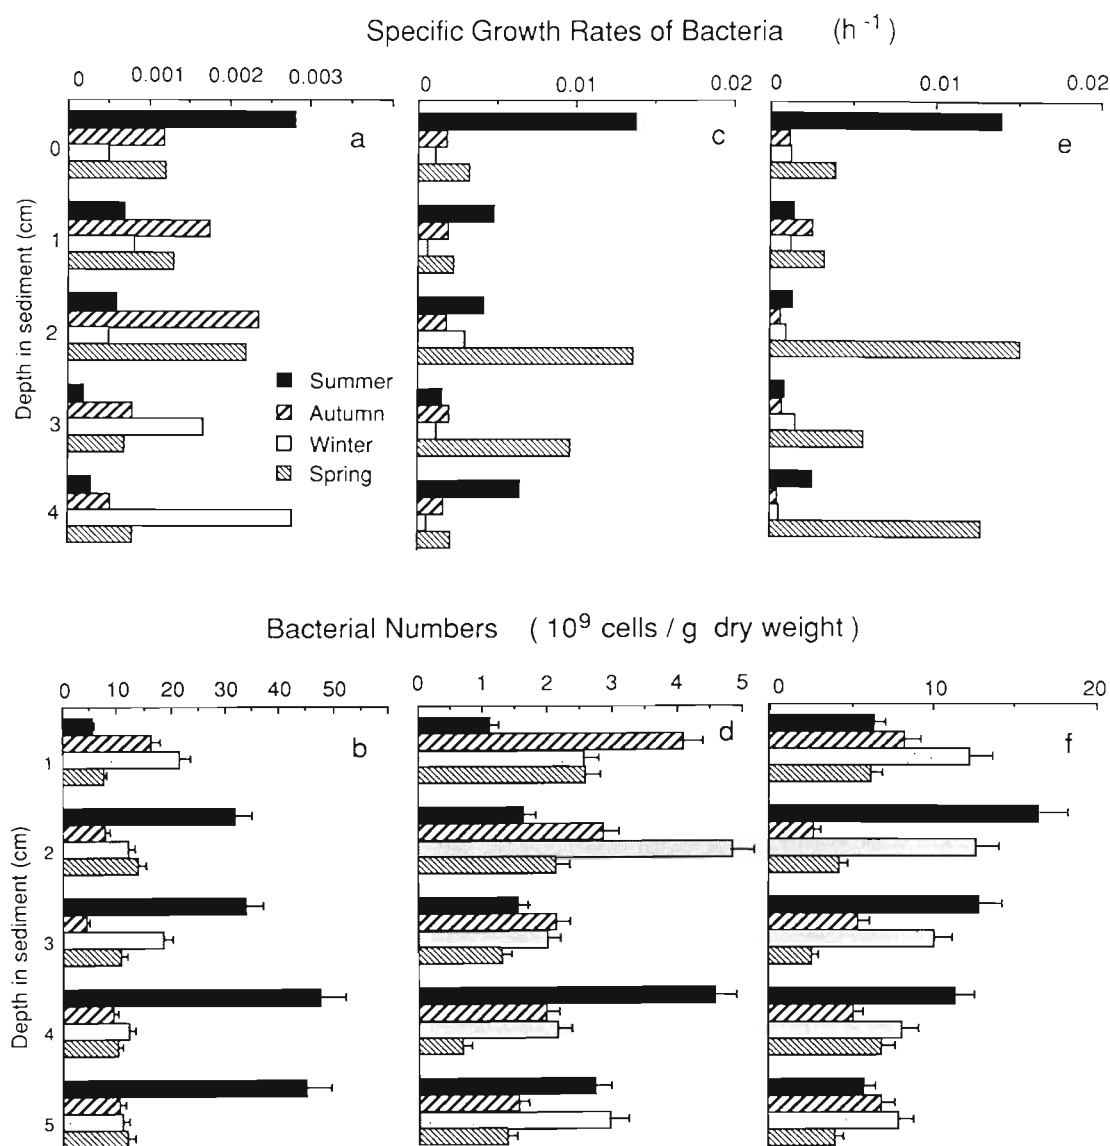 Specific Growth Rates of Bacteria (h⁻¹)
0 0.001 0.002 0.003
0 0.01 0.02
0 0.01 0.02
a
c
e
Depth in sediment (cm)
0
1
2
3
4
Summer
Autumn
Winter
Spring
Bacterial Numbers ( 10⁹ cells / g dry weight )
0 10 20 30 40 50
0 1 2 3 4 5
0 10 20
b
d
f
Depth in sediment (cm)
1
2
3
4
5